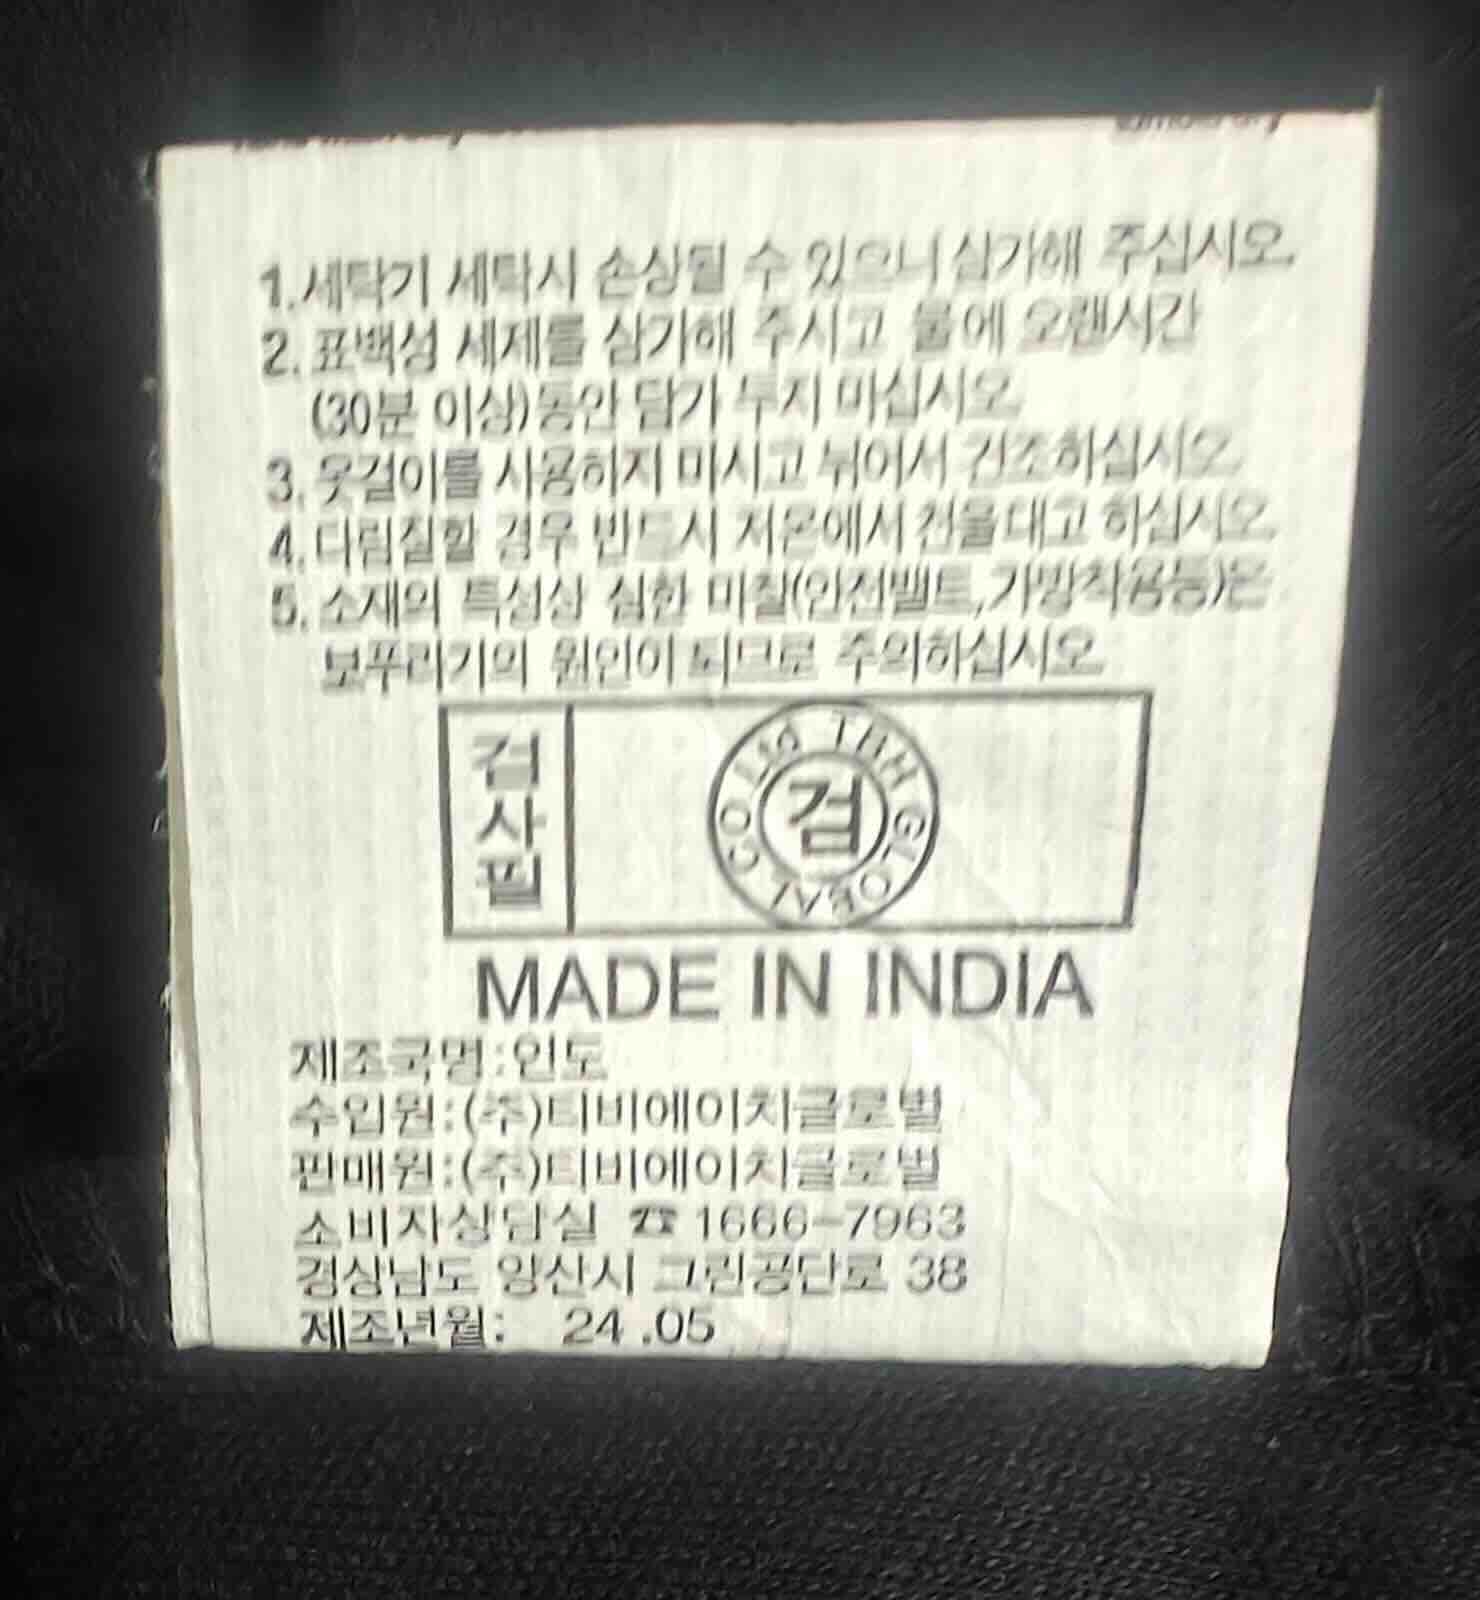 1.세탁기 세탁시 손상될 수 있으니 삼가해 주십시오.
2.표백성 세제를 삼가해 주시고 물에 오랜시간
(30분 이상)동안 담가 두지 마십시오.
3.옷걸이를 사용하지 마시고 뉘어서 건조하십시오.
4.다림질할 경우 반드시 저온에서 천을대고 하십시오.
5.소재의 특성상 심한 마찰(안전밸트,가방착용등)은
보푸라기의 원인이 되므로 주의하십시오.
검사필
TBH GLOBAL CO LTD
검
MADE IN INDIA
제조국명:인도
수입원:(주)티비에이치글로벌
판매원:(주)티비에이치글로벌
소비자상담실 ☎1666-7963
경상남도 양산시 그린공단로 38
제조년월: 24 .05